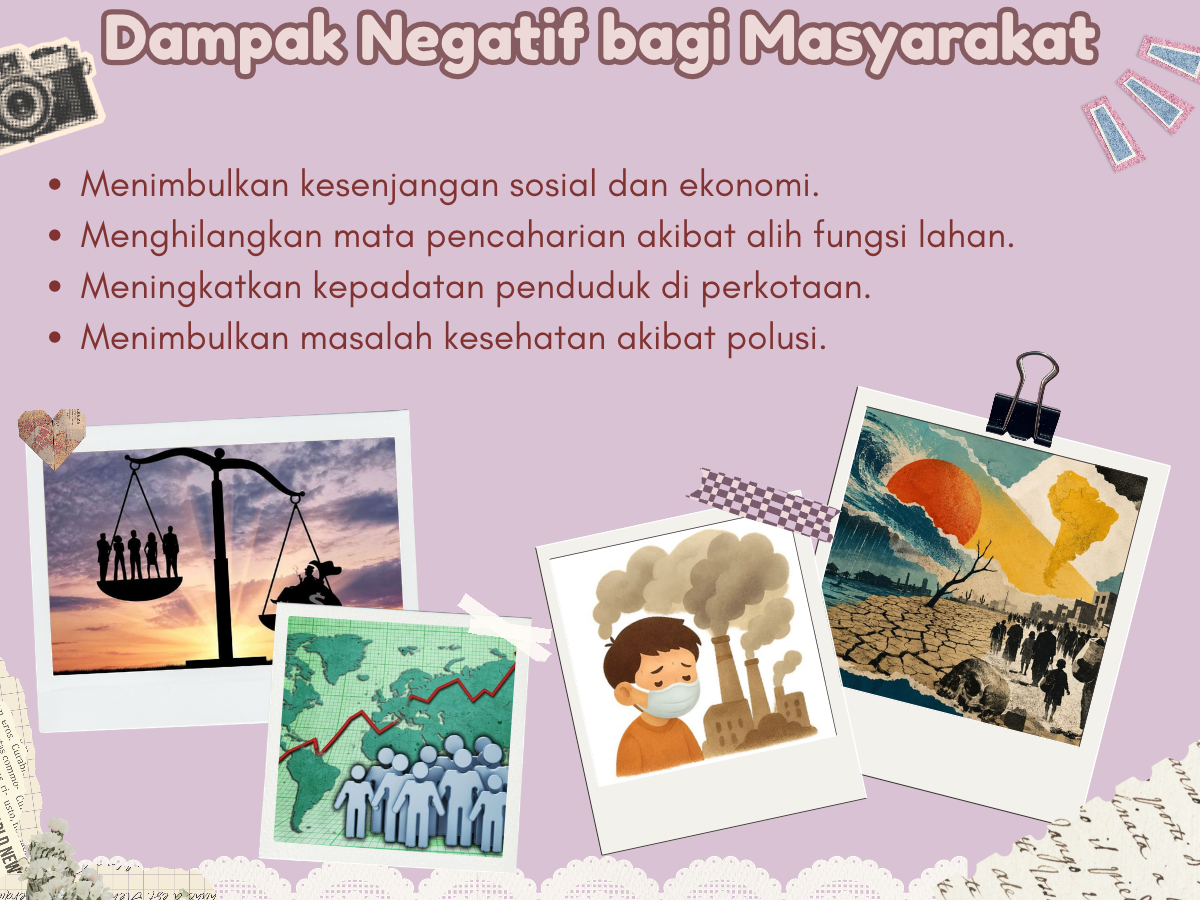 Dampak Negatif bagi Masyarakat
Menimbulkan kesenjangan sosial dan ekonomi.
Menghilangkan mata pencaharian akibat alih fungsi lahan.
Meningkatkan kepadatan penduduk di perkotaan.
Menimbulkan masalah kesehatan akibat polusi.
$